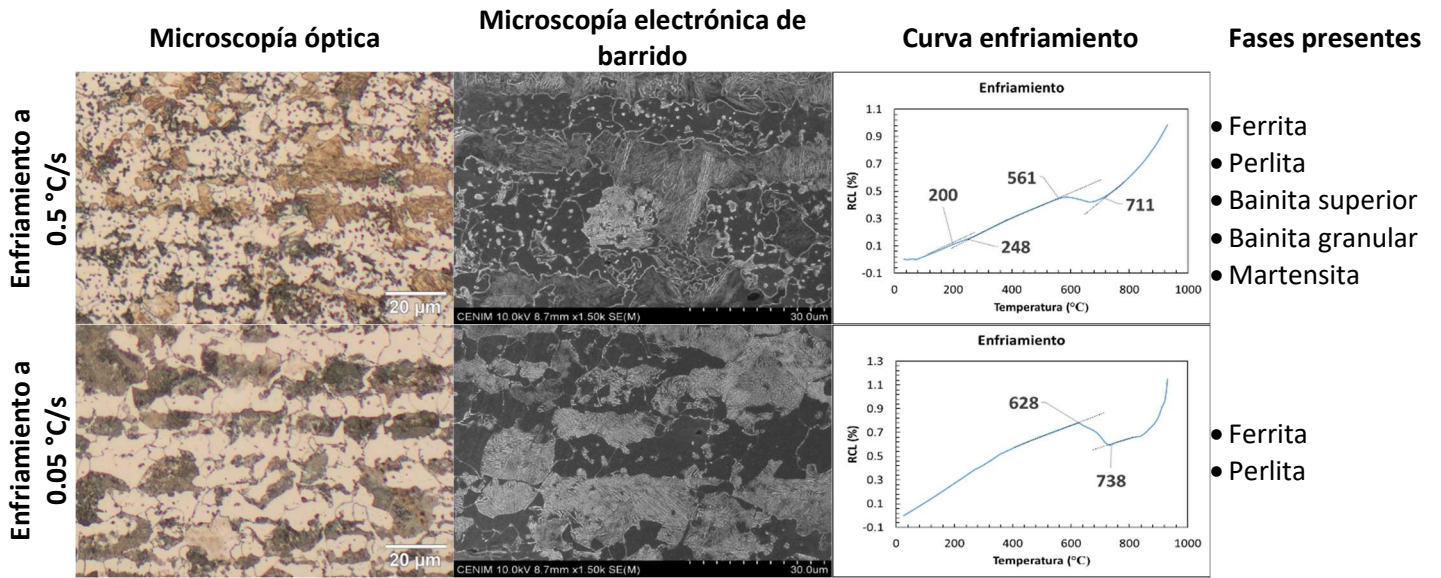 Microscopía óptica
Microscopía electrónica de
barrido
Curva enfriamiento
Fases presentes
Enfriamiento a
0.5 °C/s
20 µm
CENIM 10.0kV 8.7mm x1.50k SE(M)
30.0um
Enfriamiento
1.1
0.9
0.7
0.5
0.3
0.1
-0.1
RCL (%)
561
200
711
248
0
200
400
600
800
1000
Temperatura (°C)
• Ferrita
• Perlita
• Bainita superior
• Bainita granular
• Martensita
Enfriamiento a
0.05 °C/s
20 µm
CENIM 10.0kV 8.7mm x1.50k SE(M)
30.0um
Enfriamiento
1.3
1.1
0.9
0.7
0.5
0.3
0.1
-0.1
RCL (%)
628
738
0
200
400
600
800
1000
Temperatura (°C)
• Ferrita
• Perlita